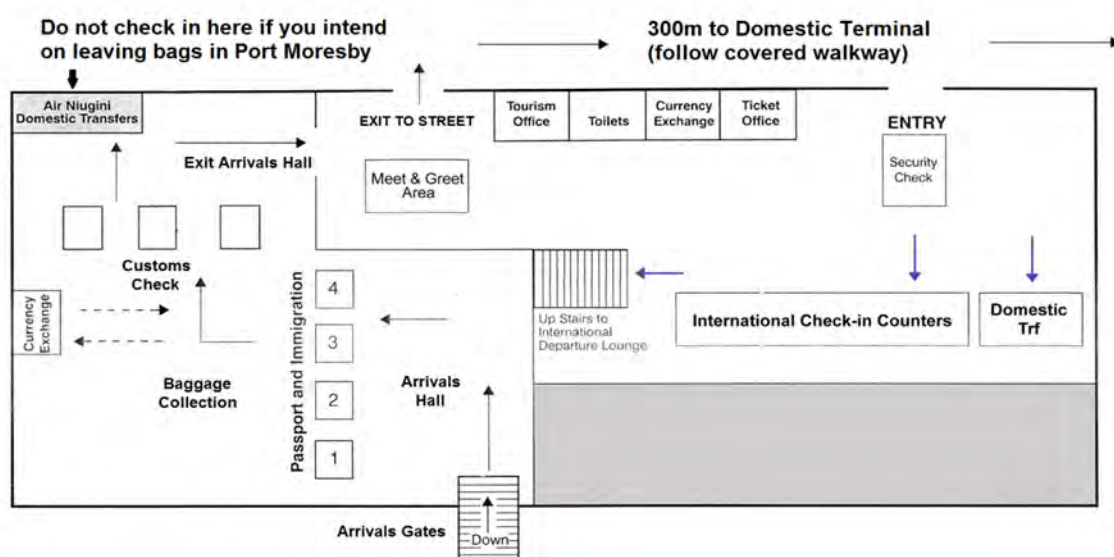 Do not check in here if you intend
on leaving bags in Port Moresby
300m to Domestic Terminal
(follow covered walkway)
Air Niugini
Domestic Transfers
EXIT TO STREET
Tourism
Office
Toilets
Currency
Exchange
Ticket
Office
ENTRY
Security
Check
Exit Arrivals Hall
Meet & Greet
Area
Customs
Check
Currency
Exchange
Baggage
Collection
Passport and Immigration
4
3
2
1
Arrivals
Hall
Up Stairs to
International
Departure Lounge
International Check-in Counters
Domestic
Trf
Arrivals Gates
Down